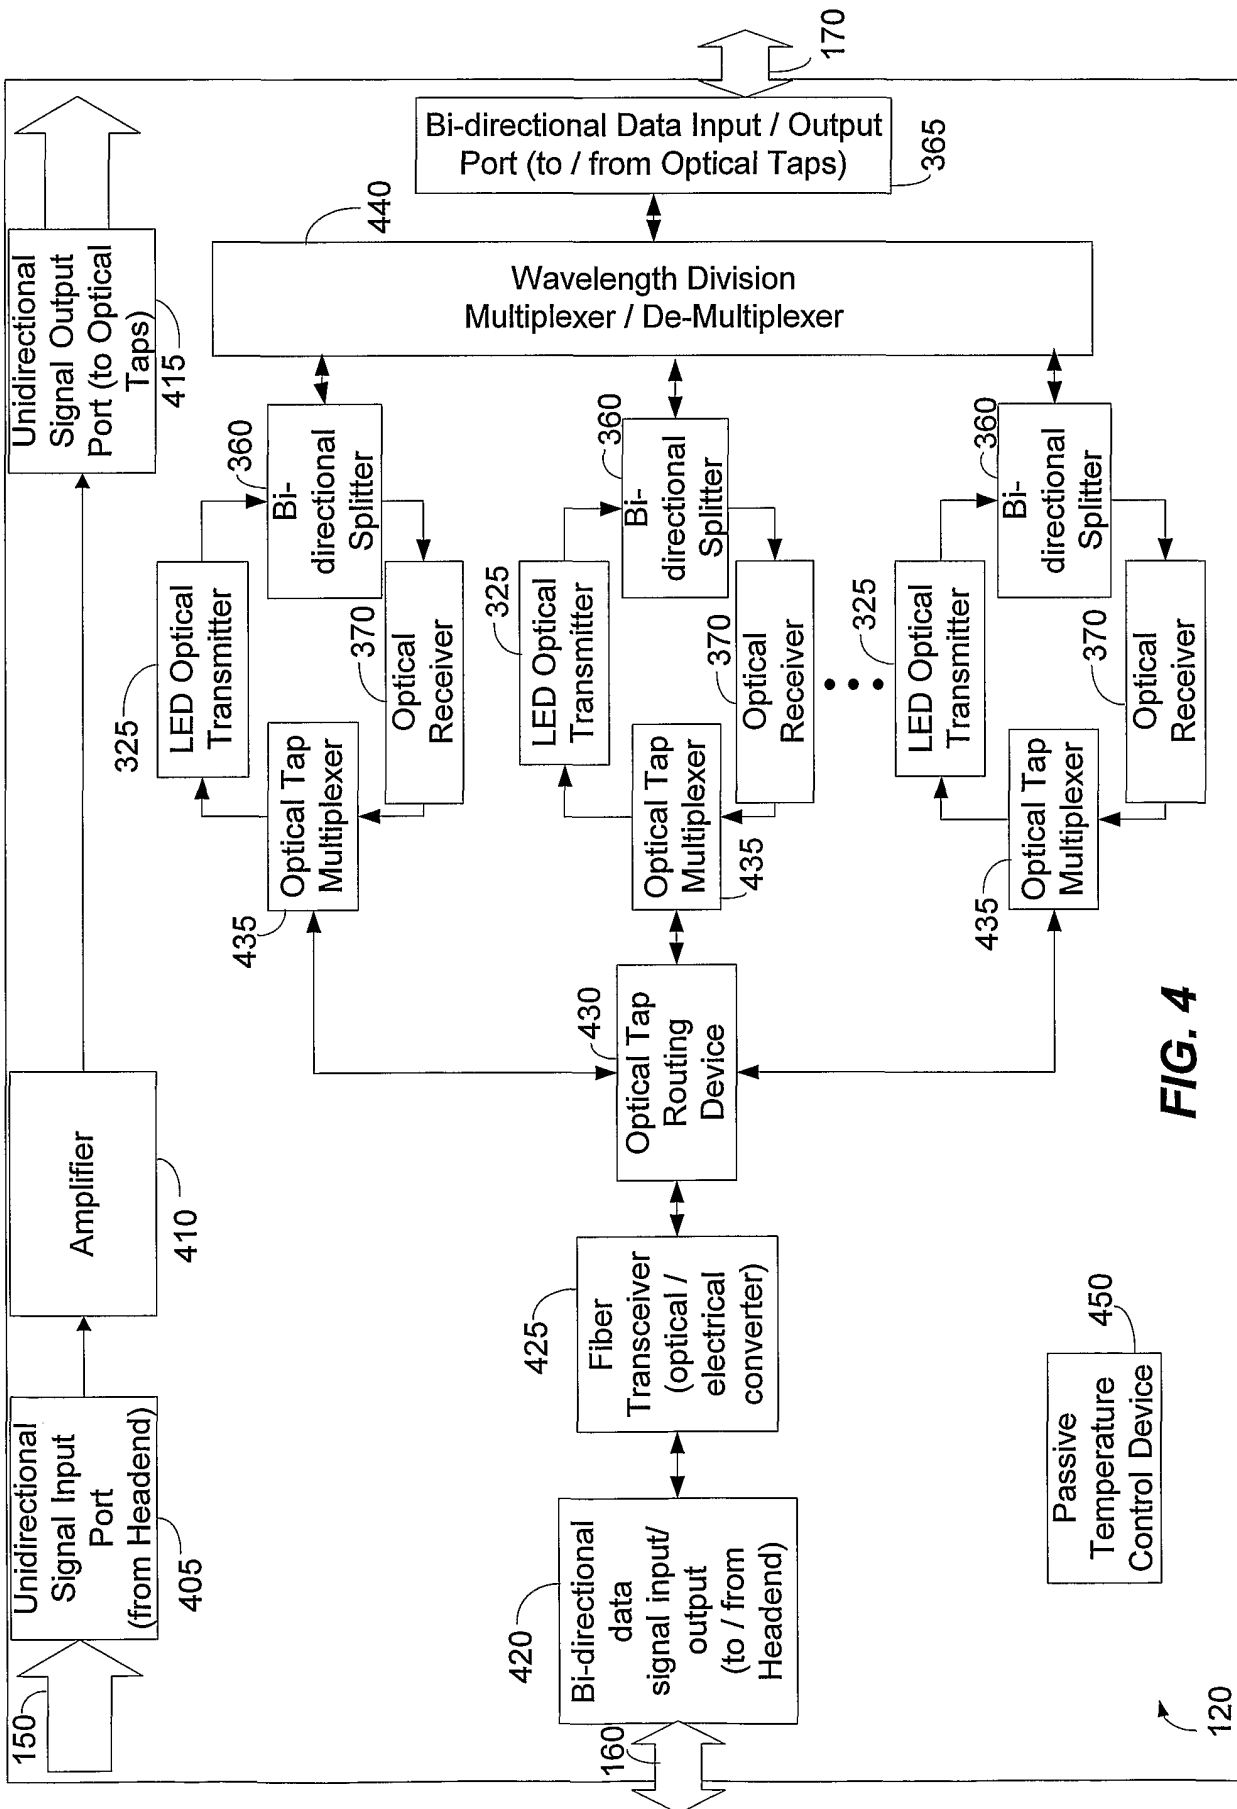 150
Unidirectional
Signal Input
Port
(from Headend)
405
Amplifier
410
Unidirectional
Signal Output
Port (to Optical
Taps)
415
160
420
Bi-directional
data
signal input/
output
(to / from
Headend)
425
Fiber
Transceiver
(optical /
electrical
converter)
Optical Tap
Routing
Device
430
435
Optical Tap
Multiplexer
325
LED Optical
Transmitter
370
Optical
Receiver
360
Bi-
directional
Splitter
Optical Tap
Multiplexer
435
325
LED Optical
Transmitter
370
Optical
Receiver
360
Bi-
directional
Splitter
435
Optical Tap
Multiplexer
325
LED Optical
Transmitter
370
Optical
Receiver
360
Bi-
directional
Splitter
440
Wavelength Division
Multiplexer / De-Multiplexer
Bi-directional Data Input / Output
Port (to / from Optical Taps)
365
170
Passive
Temperature
Control Device
450
120
FIG. 4